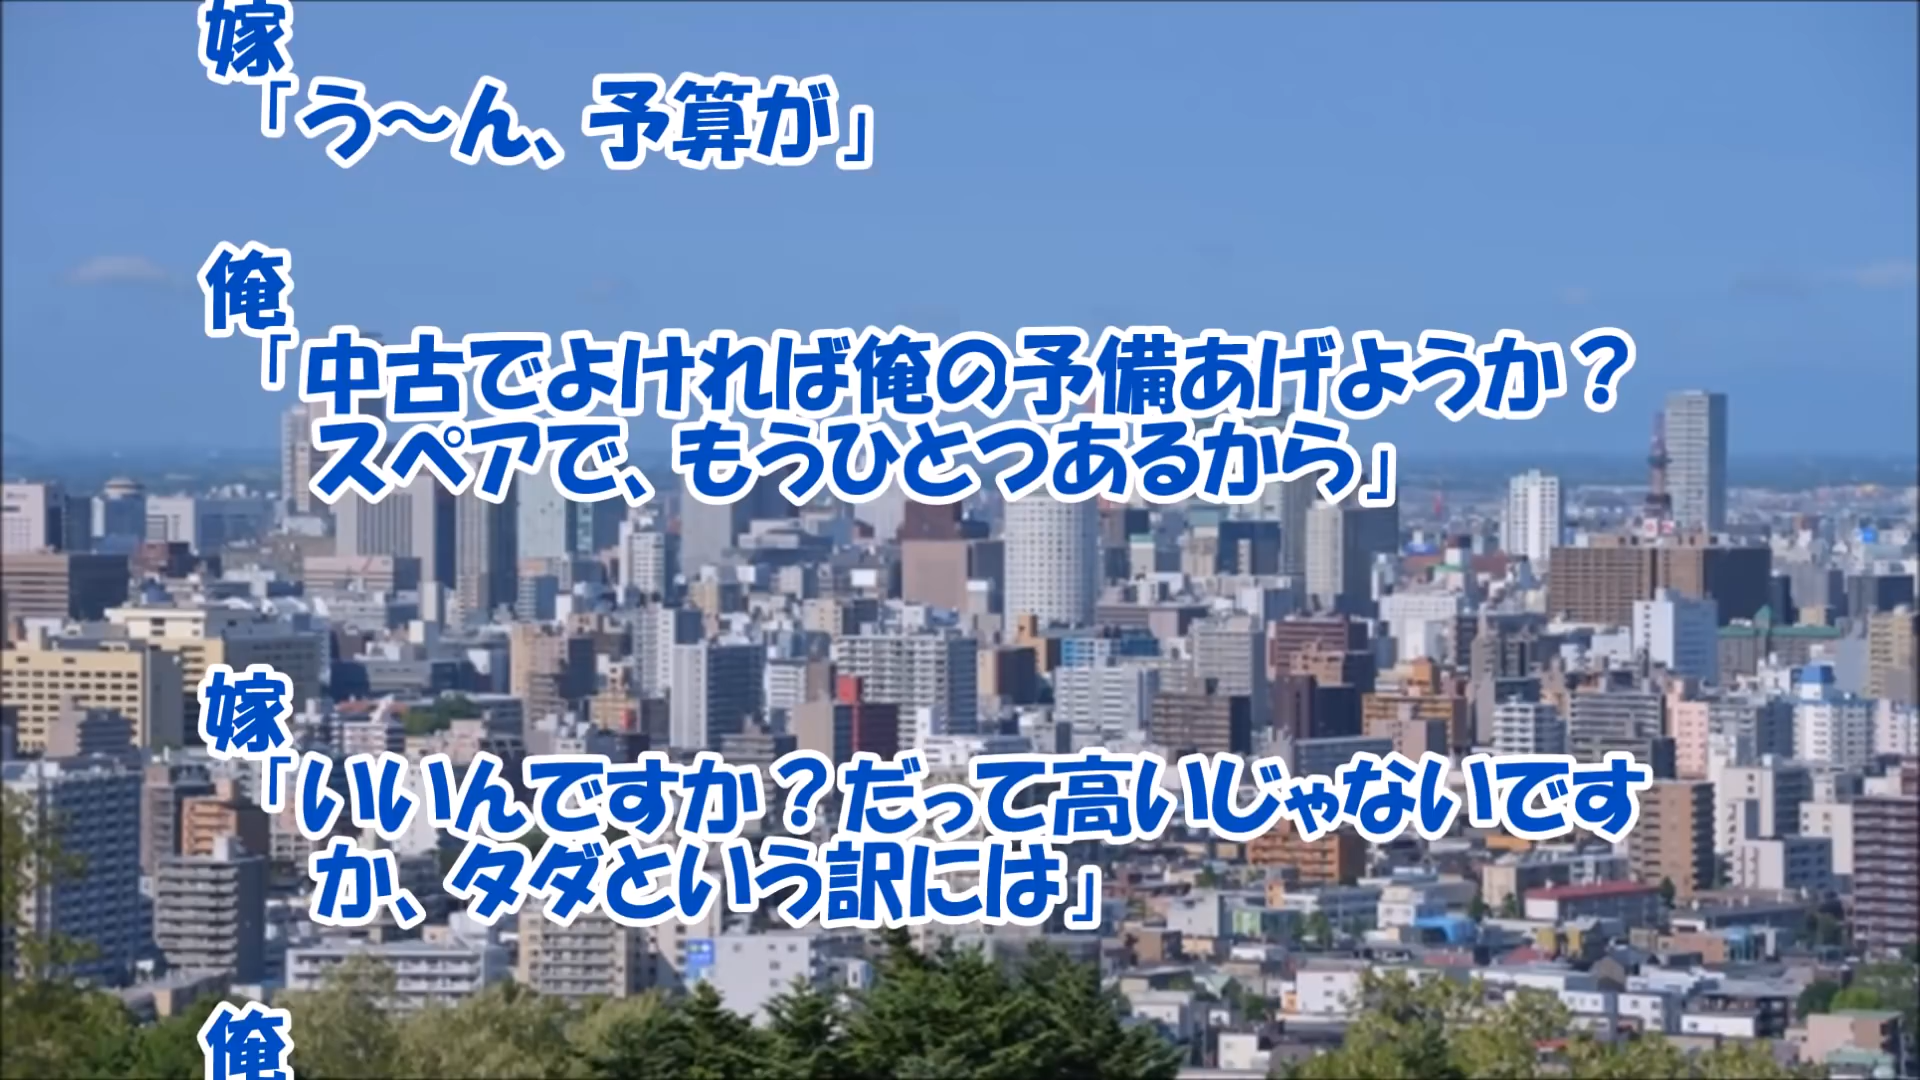 嫁
「う～ん、予算が」
俺
「中古でよければ俺の予備あげようか？
スペアで、もうひとつあるから」
嫁
「いいんですか？だって高いじゃないです
か、タダという訳には」
俺